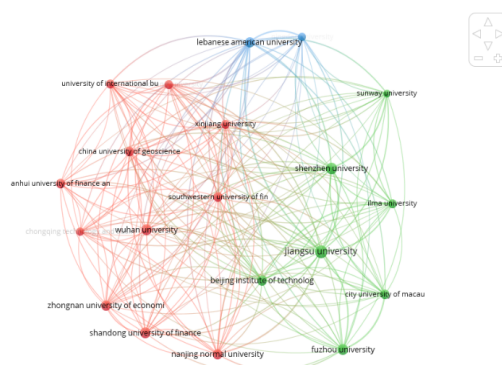 lebanese american university
university of international bu
sunway university
xinjiang university
china university of geoscience
shenzhen university
anhui university of finance an
southwestern university of fin
ilma university
chongqing
wuhan university
jiangsu university
beijing institute of technolog
city university of macau
zhongnan university of economi
shandong university of finance
nanjing normal university
fuzhou university